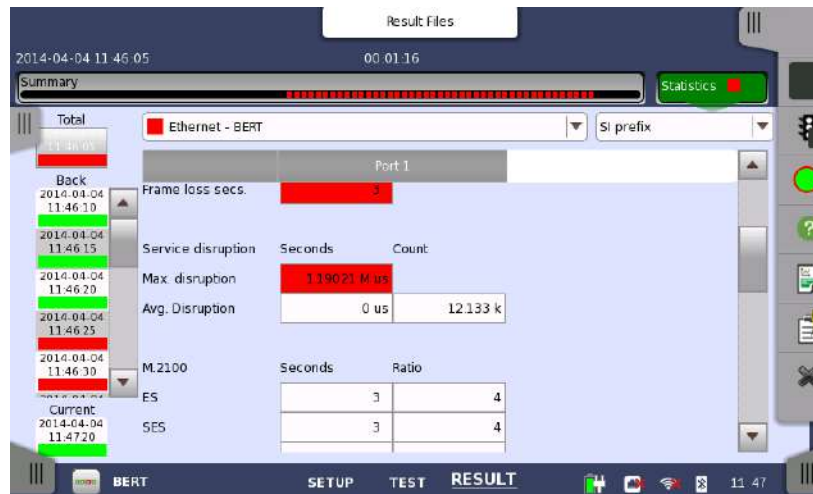 Result Files
2014-04-04 11:46:05 00:01:16
Summary
Statistics
Total
11:46:05
Ethernet - BERT
SI prefix
Port 1
Back
2014-04-04
11:46:10
2014-04-04
11:46:15
2014-04-04
11:46:20
2014-04-04
11:46:25
2014-04-04
11:46:30
Current
2014-04-04
11:47:20
Frame loss secs. 3
Service disruption Seconds Count
Max. disruption 1.19021 M us
Avg. Disruption 0 us 12.133 k
M.2100 Seconds Ratio
ES 3 4
SES 3 4
BERT SETUP TEST RESULT 11:47